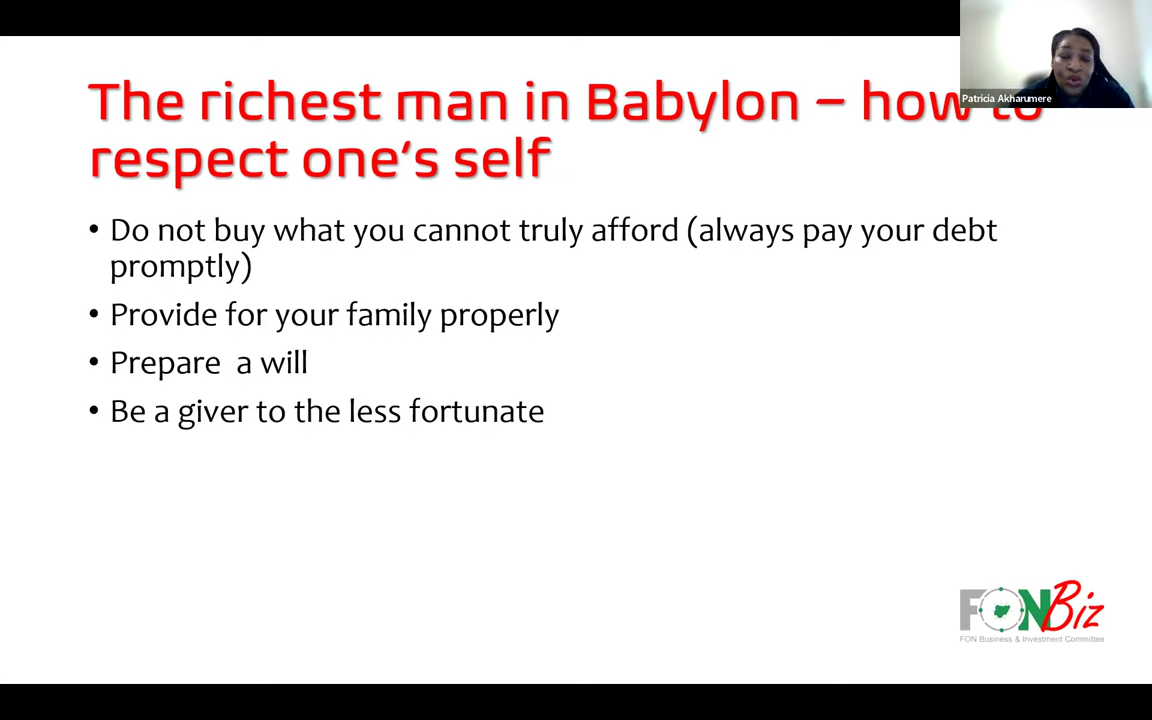 The richest man in Babylon – how to
respect one's self
• Do not buy what you cannot truly afford (always pay your debt
promptly)
• Provide for your family properly
• Prepare  a will
• Be a giver to the less fortunate
Patricia Akharumere
FONBiz
FON Business & Investment Committee